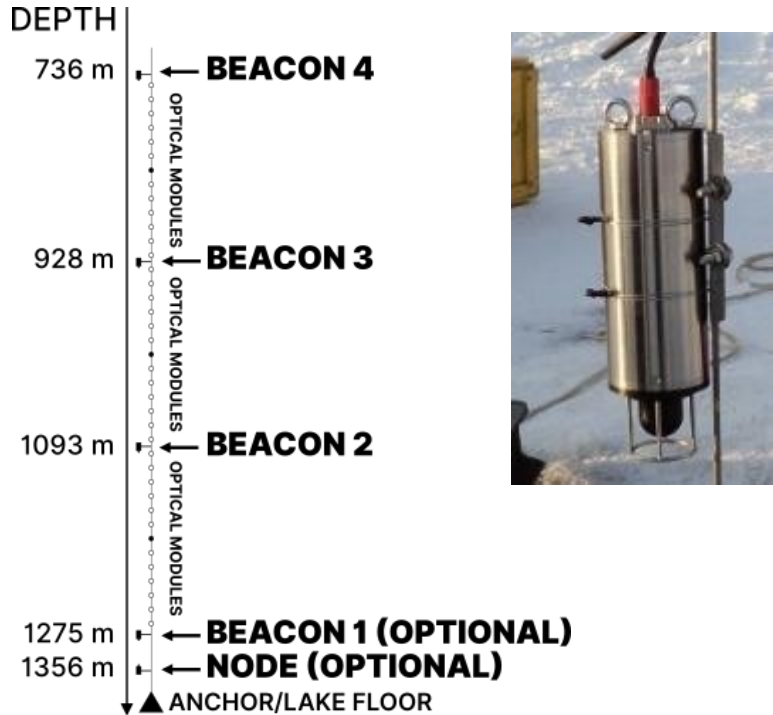 DEPTH
736 m BEACON 4
OPTICAL MODULES
928 m BEACON 3
OPTICAL MODULES
1093 m BEACON 2
OPTICAL MODULES
1275 m BEACON 1 (OPTIONAL)
1356 m NODE (OPTIONAL)
ANCHOR/LAKE FLOOR